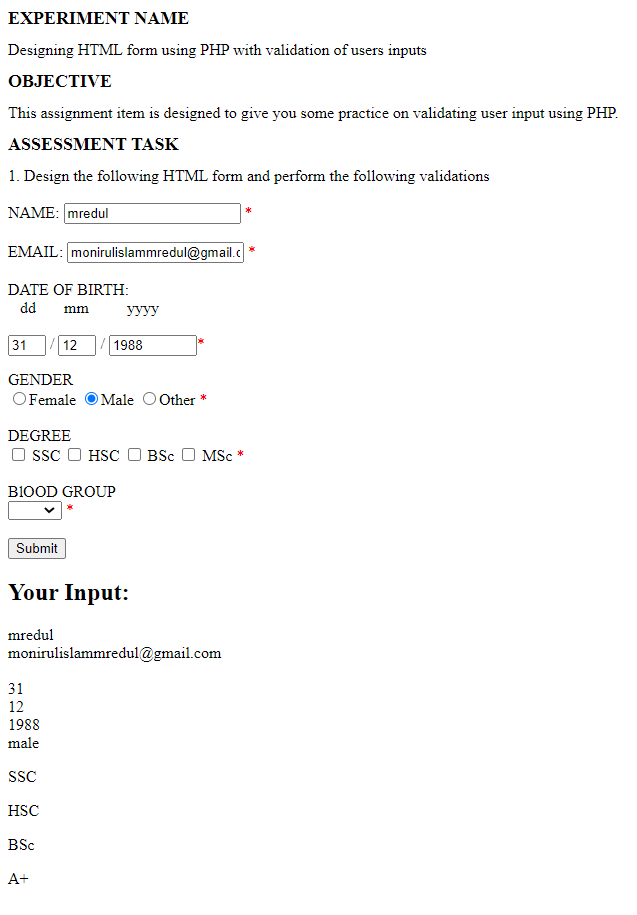 EXPERIMENT NAME
Designing HTML form using PHP with validation of users inputs
OBJECTIVE
This assignment item is designed to give you some practice on validating user input using PHP.
ASSESSMENT TASK
1. Design the following HTML form and perform the following validations
NAME: mredul *
EMAIL: monirulislammredul@gmail.c *
DATE OF BIRTH:
dd mm yyyy
31 / 12 / 1988 *
GENDER
Female Male Other *
DEGREE
SSC HSC BSc MSc *
BlOOD GROUP
*
Submit
Your Input:
mredul
monirulislammredul@gmail.com
31
12
1988
male
SSC
HSC
BSc
A+